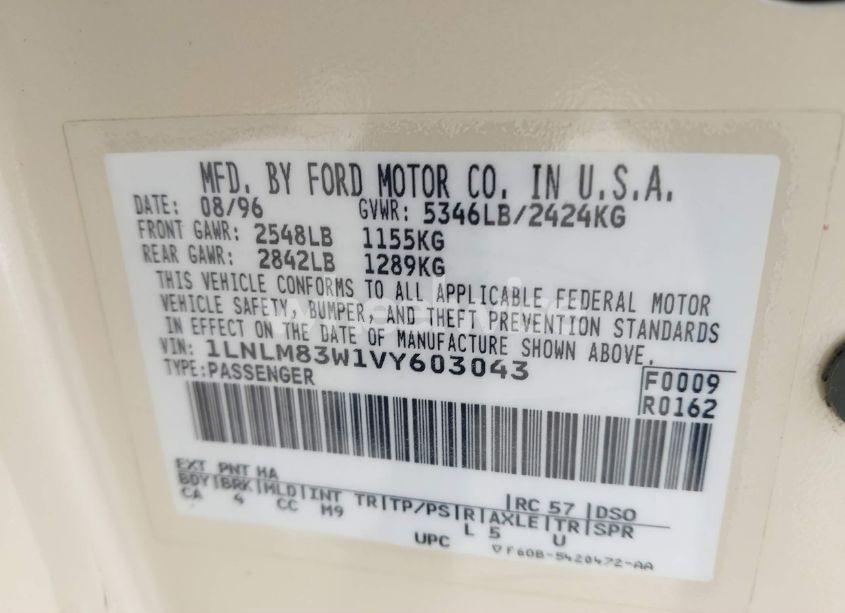 MFD. BY FORD MOTOR CO. IN U.S.A.
DATE: 08/96 GVWR: 5346LB/2424KG
FRONT GAWR: 2548LB 1155KG
REAR GAWR: 2842LB 1289KG
THIS VEHICLE CONFORMS TO ALL APPLICABLE FEDERAL MOTOR
VEHICLE SAFETY, BUMPER, AND THEFT PREVENTION STANDARDS
IN EFFECT ON THE DATE OF MANUFACTURE SHOWN ABOVE.
VIN: 1LNLM83W1VY603043
TYPE:PASSENGER
F0009
R0162
EXT PNT HA RC 57 DSO
BDY BRK MLD INT TR TP/PS R AXLE TR SPR
CA 4 CC M9 L 5 U
UPC ▽F60B-5420472-AA